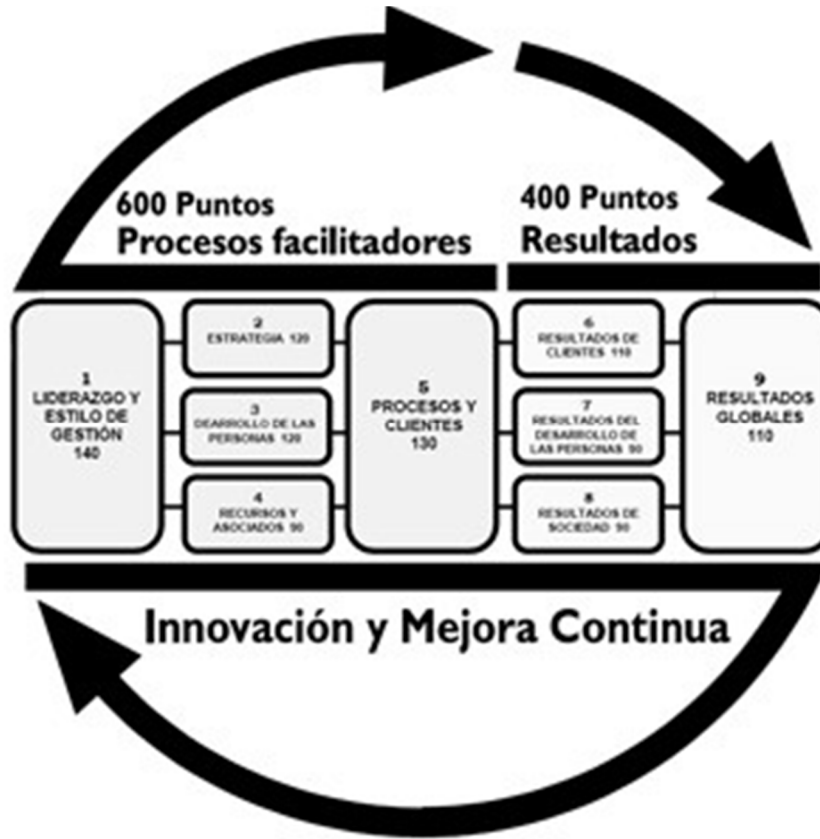 600 Puntos
Procesos facilitadores
400 Puntos
Resultados
1
LIDERAZGO Y
ESTILO DE
GESTIÓN
140
2
ESTRATEGIA 120
3
DEARROLLO DE LAS
PERSONAS 120
4
RECURSOS Y
ASOCIADOS 90
5
PROCESOS Y
CLIENTES
130
6
RESULTADOS DE
CLIENTES 110
7
RESULTADOS DEL
DESARROLLO DE
LAS PERSONAS 90
8
RESULTADOS DE
SOCIEDAD 90
9
RESULTADOS
GLOBALES
110
Innovación y Mejora Continua